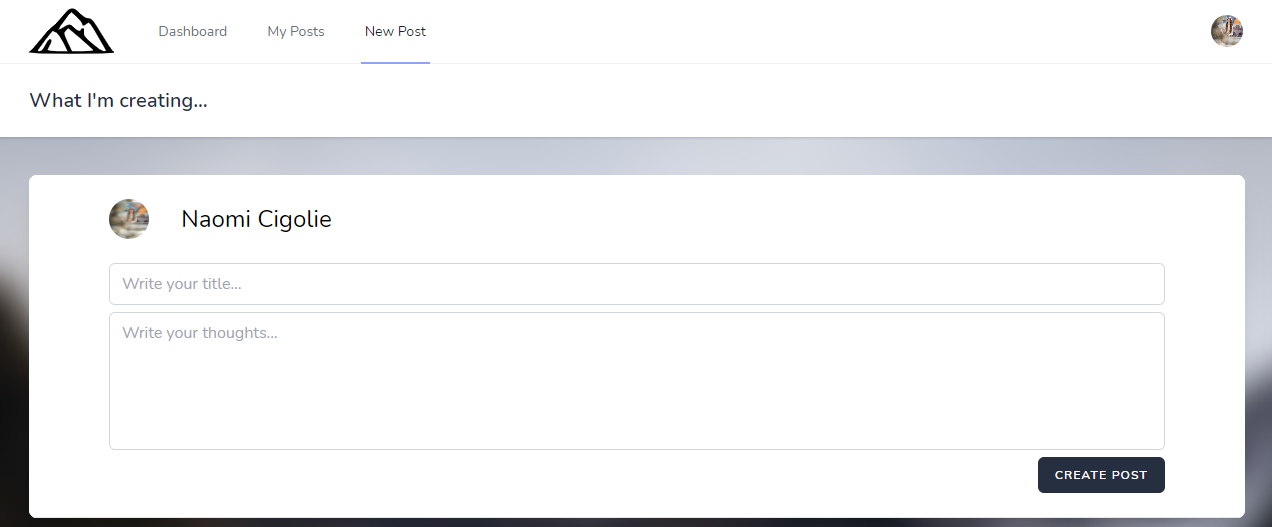 Dashboard My Posts New Post
What I'm creating...
Naomi Cigolie
Write your title...
Write your thoughts...
CREATE POST